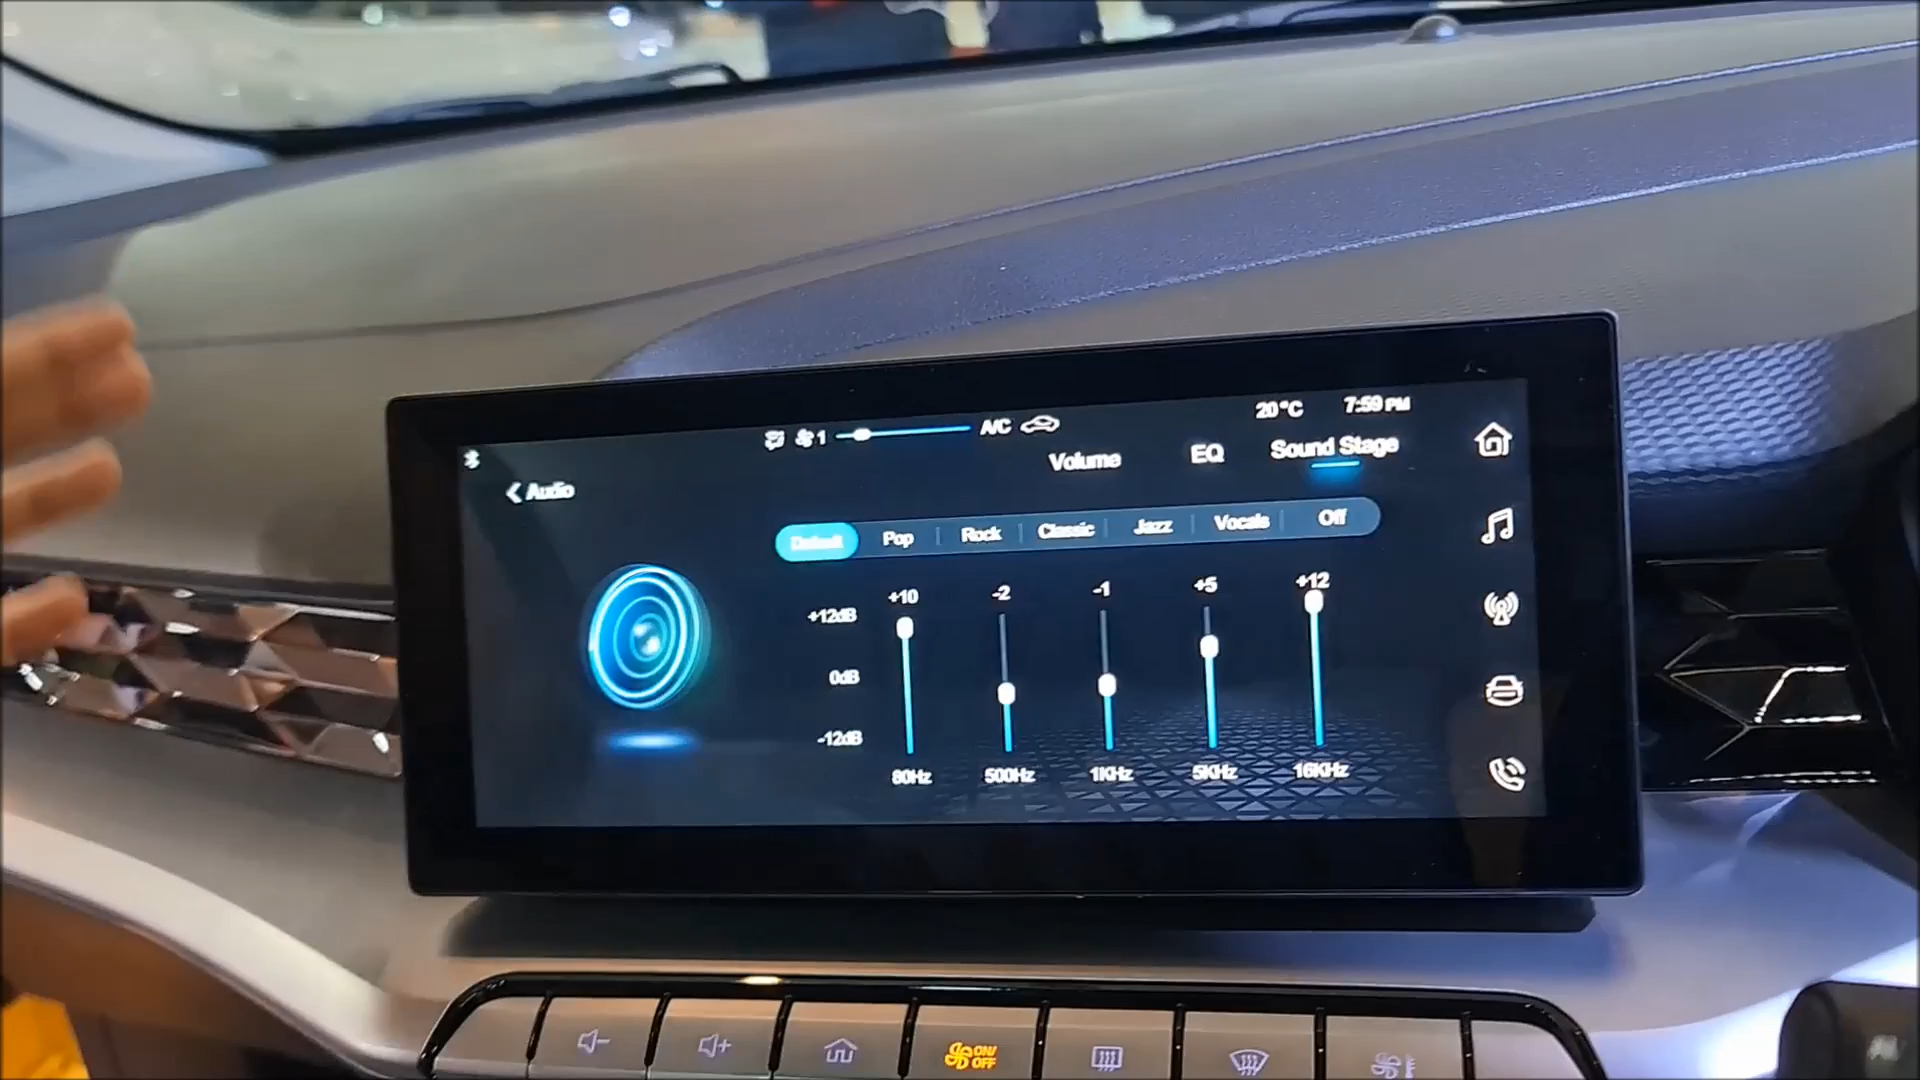 1 A/C 20°C 7:59 PM
Volume EQ Sound Stage
Audio
Default Pop Rock Classic Jazz Vocals Off
+10 -2 -1 +5 +12
+12dB
0dB
-12dB
80Hz 500Hz 1KHz 5KHz 16KHz
ON/
OFF